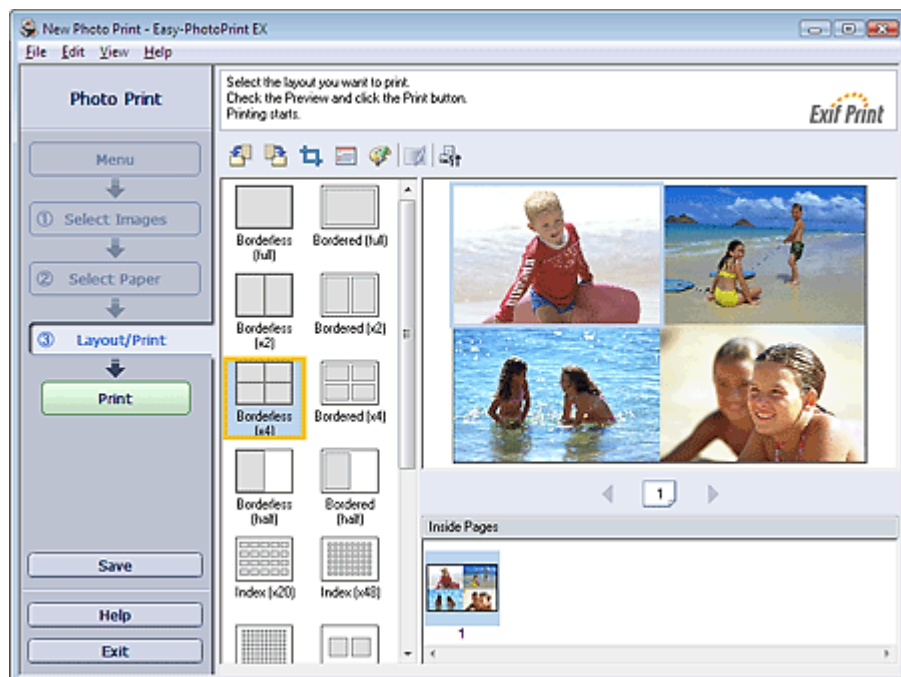 New Photo Print - Easy-PhotoPrint EX
File Edit View Help
Photo Print
Select the layout you want to print.
Check the Preview and click the Print button.
Printing starts.
Exif Print
Menu
① Select Images
② Select Paper
③ Layout/Print
Print
Save
Help
Exit
Borderless
(full)
Bordered (full)
Borderless
(x2)
Bordered (x2)
Borderless
(x4)
Bordered (x4)
Borderless
(half)
Bordered
(half)
Index (x20)
Index (x48)
1
Inside Pages
1